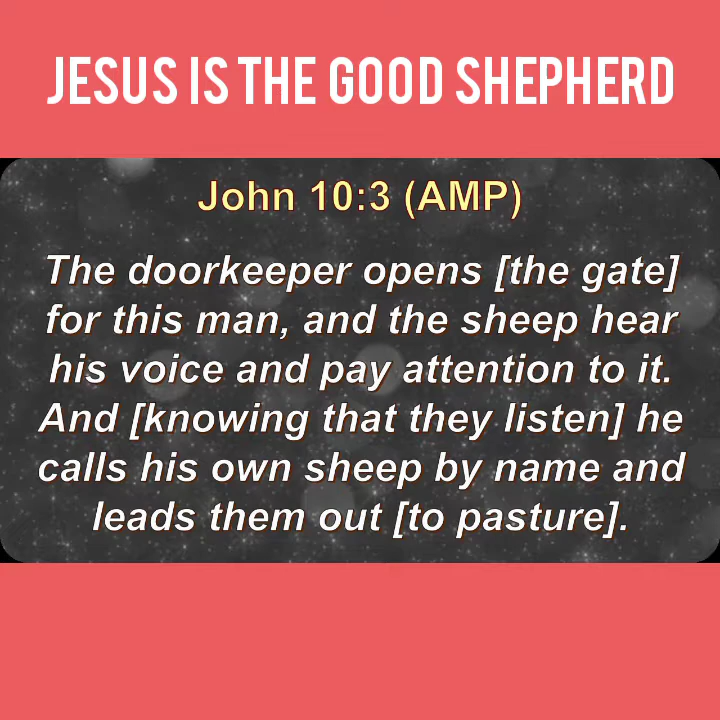 JESUS IS THE GOOD SHEPHERD
John 10:3 (AMP)
The doorkeeper opens [the gate]
for this man, and the sheep hear
his voice and pay attention to it.
And [knowing that they listen] he
calls his own sheep by name and
leads them out [to pasture].